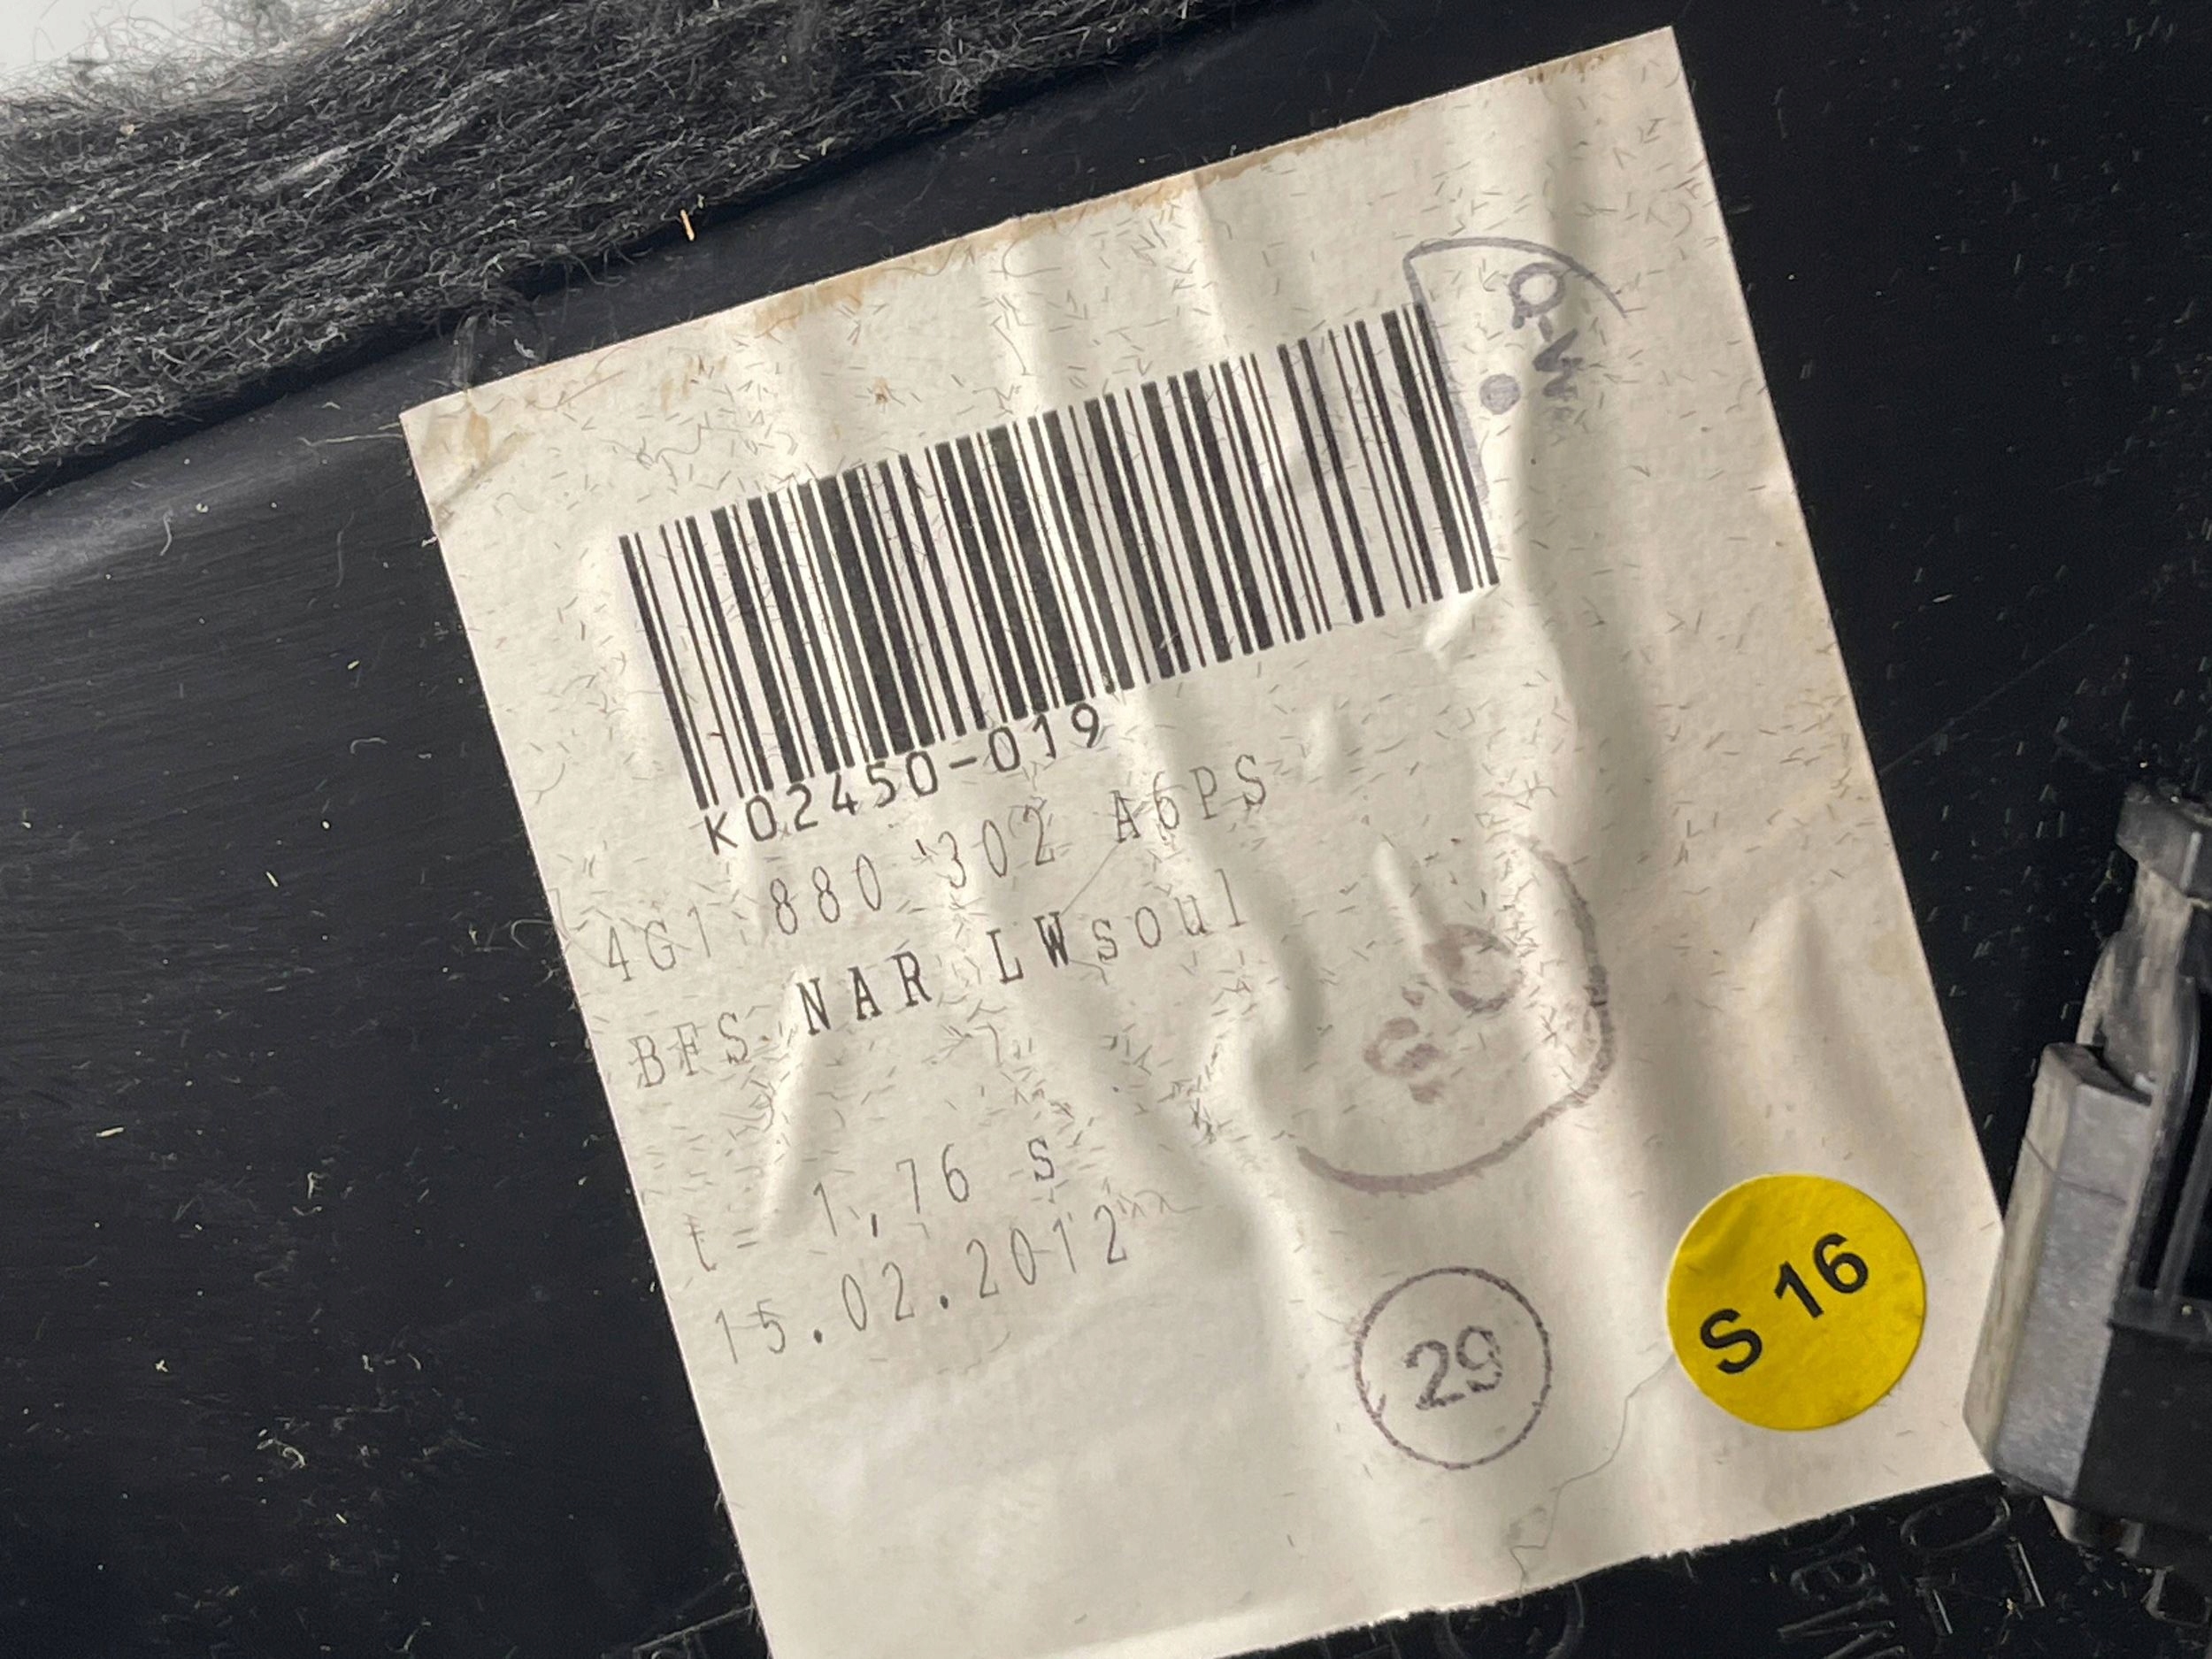 K02450-019
4G1 880 302 A6PS
BFS NAR LWsoul
t= 1,76 s
15.02.2012
29
S 16